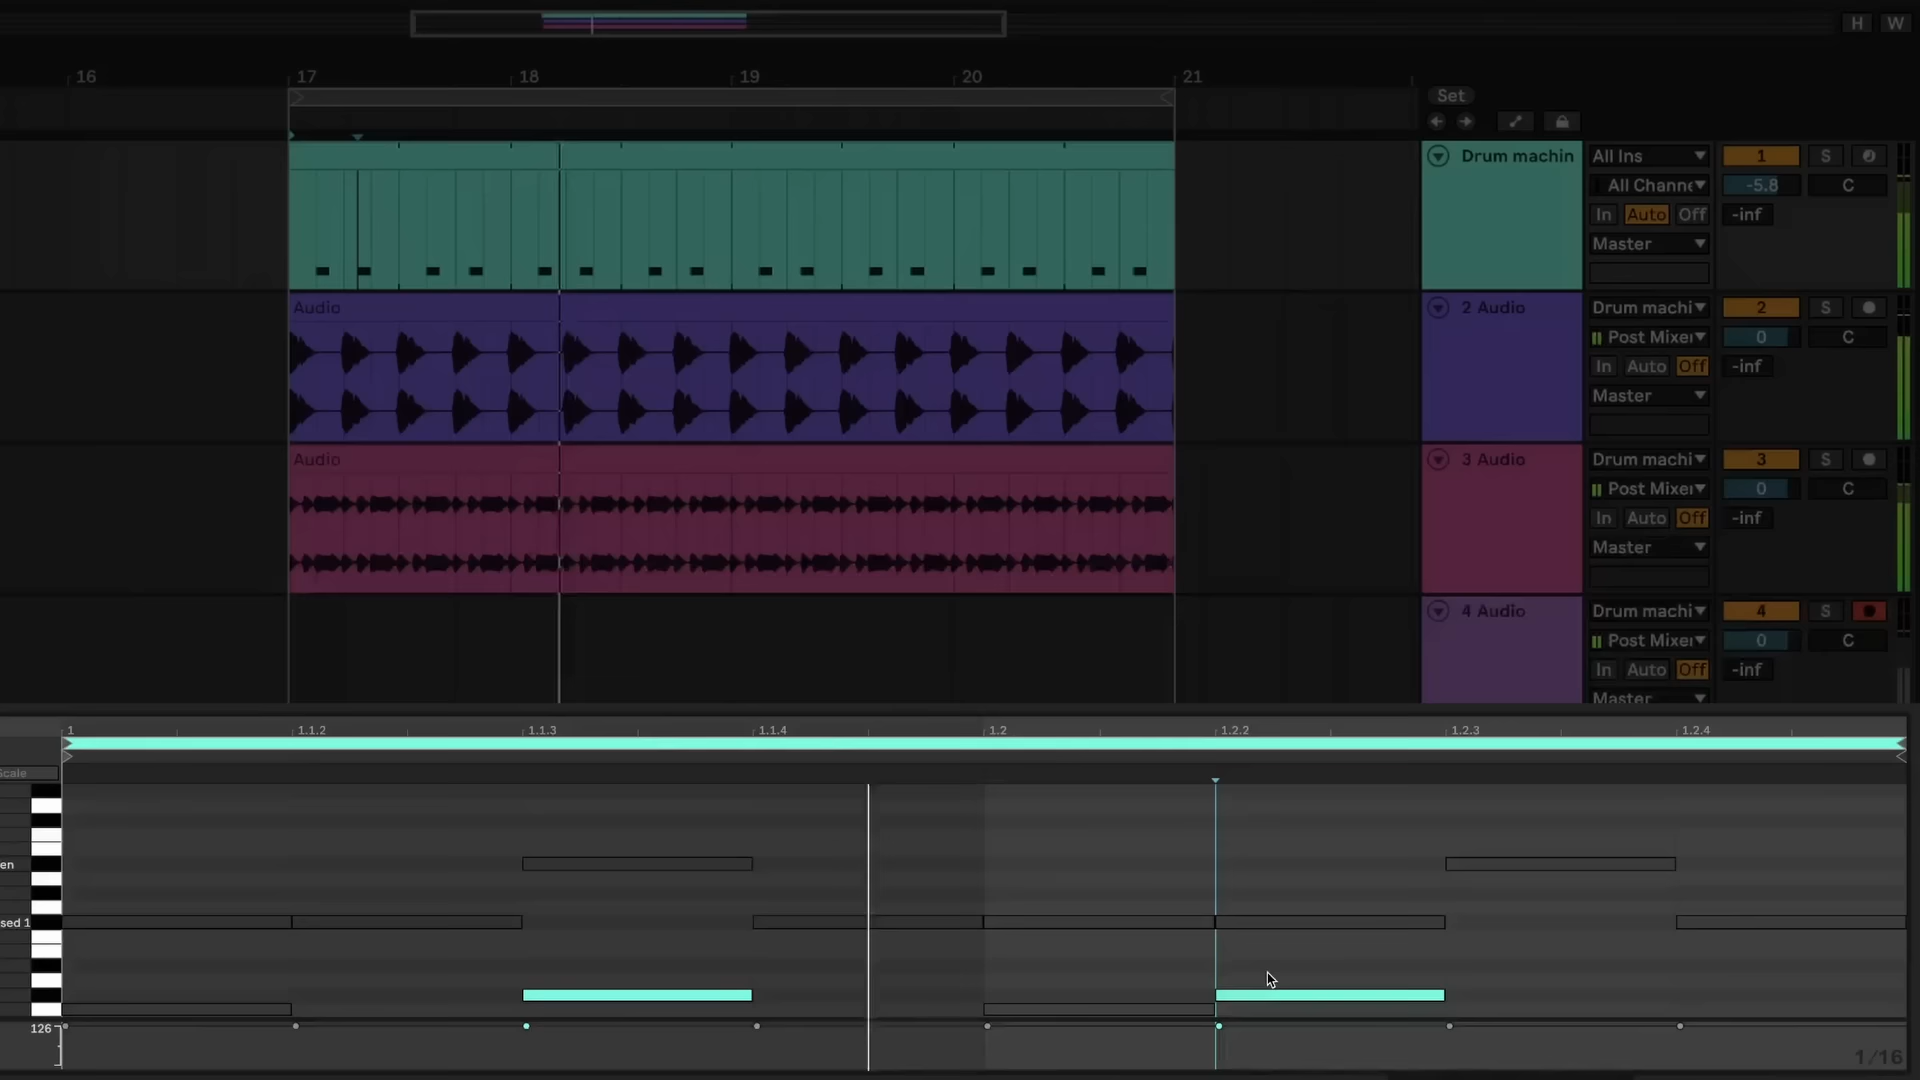 H W
16 17 18 19 20 21
Set
Drum machin All Ins 1 S
All Channe -5.8 C
In Auto Off -inf
Master
Audio 2 Audio Drum machi 2 S
Post Mixer 0 C
In Auto Off -inf
Master
Audio 3 Audio Drum machi 3 S
Post Mixer 0 C
In Auto Off -inf
Master
4 Audio Drum machi 4 S
Post Mixer 0 C
In Auto Off -inf
Master
1 1.1.2 1.1.3 1.1.4 1.2 1.2.2 1.2.3 1.2.4
Scale
en
sed 1
126
1/16